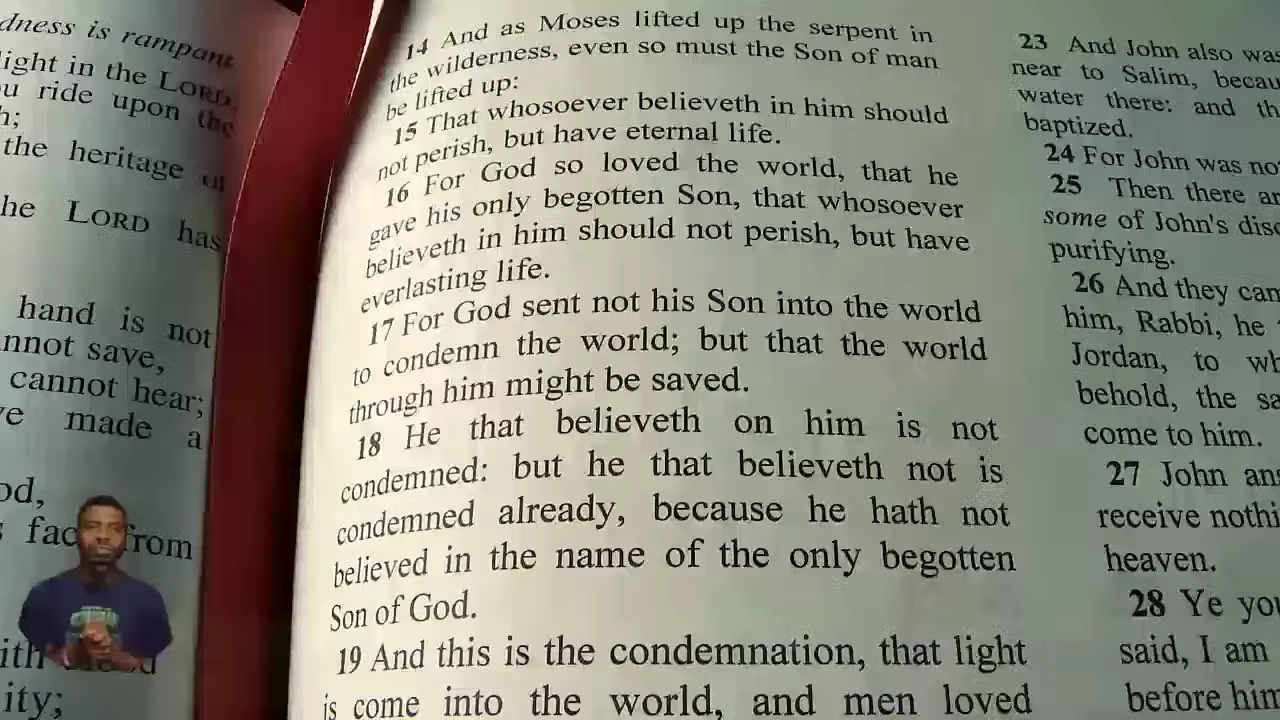 dness is rampant
light in the LORD,
ou ride upon the
h;
the heritage of
he LORD has
hand is not
nnot save,
cannot hear;
ve made a
od,
s fac from
ith
ity;
14 And as Moses lifted up the serpent in
the wilderness, even so must the Son of man
be lifted up:
15 That whosoever believeth in him should
not perish, but have eternal life.
16 For God so loved the world, that he
gave his only begotten Son, that whosoever
believeth in him should not perish, but have
everlasting life.
17 For God sent not his Son into the world
to condemn the world; but that the world
through him might be saved.
18 He that believeth on him is not
condemned: but he that believeth not is
condemned already, because he hath not
believed in the name of the only begotten
Son of God.
19 And this is the condemnation, that light
is come into the world, and men loved
23 And John also was
near to Salim, becau
water there: and th
baptized.
24 For John was no
25 Then there ar
some of John's disc
purifying.
26 And they cam
him, Rabbi, he
Jordan, to wh
behold, the sa
come to him.
27 John ans
receive nothi
heaven.
28 Ye you
said, I am
before him